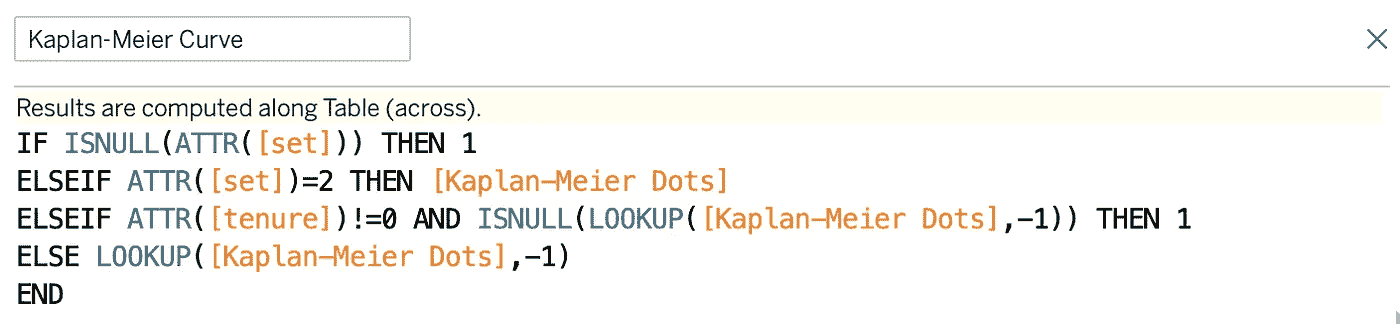 Kaplan-Meier Curve
Results are computed along Table (across).
IF ISNULL(ATTR([set])) THEN 1
ELSEIF ATTR([set])=2 THEN [Kaplan-Meier Dots]
ELSEIF ATTR([tenure])!=0 AND ISNULL(LOOKUP([Kaplan-Meier Dots],-1)) THEN 1
ELSE LOOKUP([Kaplan-Meier Dots],-1)
END